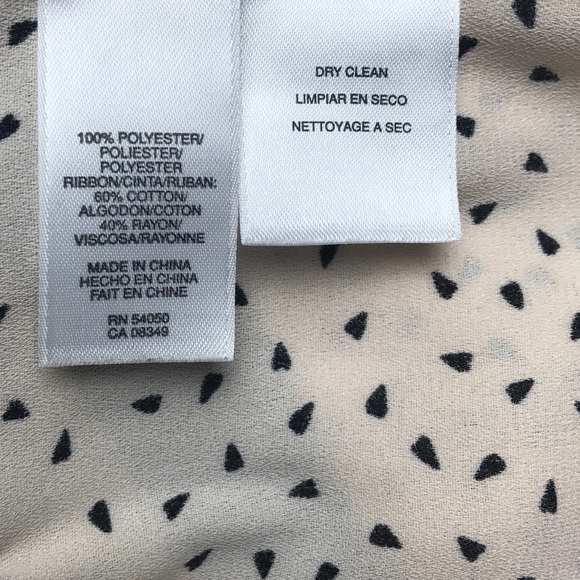 100% POLYESTER/
POLIESTER/
POLYESTER
RIBBON/CINTA/RUBAN:
60% COTTON/
ALGODON/COTON
40% RAYON/
VISCOSA/RAYONNE
MADE IN CHINA
HECHO EN CHINA
FAIT EN CHINE
RN 54050
CA 08349
DRY CLEAN
LIMPIAR EN SECO
NETTOYAGE A SEC